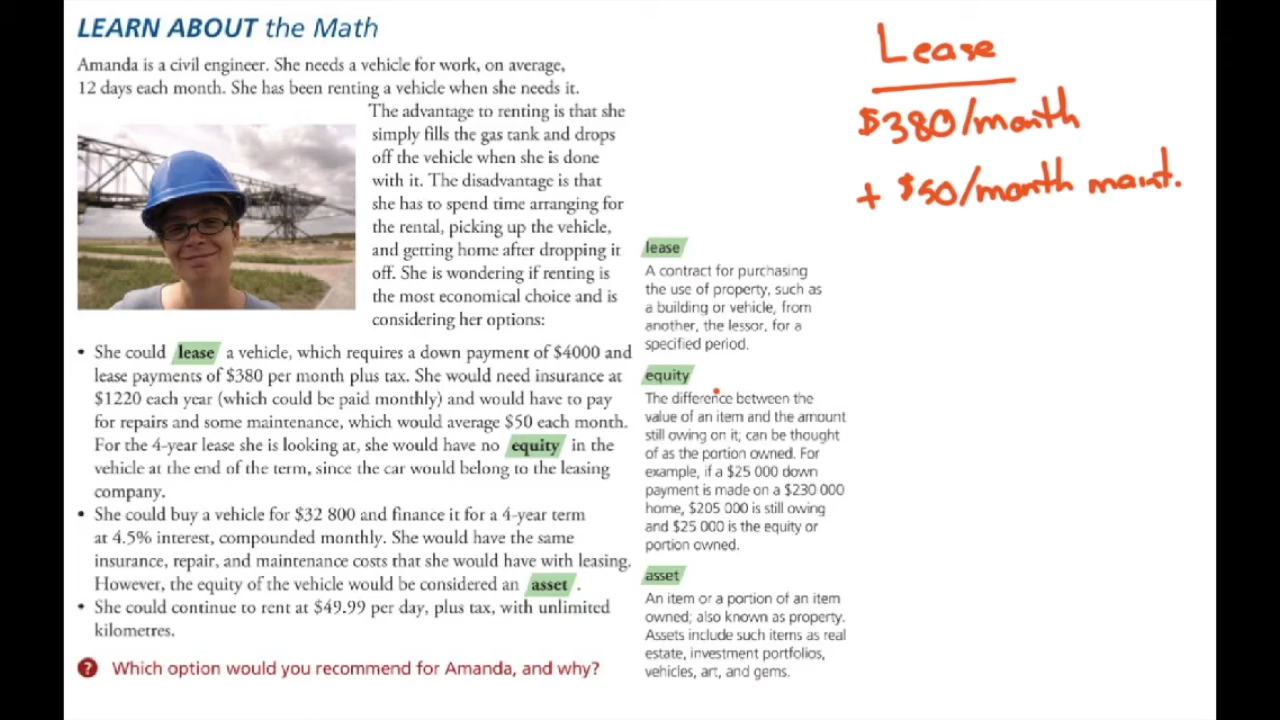 LEARN ABOUT the Math
Amanda is a civil engineer. She needs a vehicle for work, on average,
12 days each month. She has been renting a vehicle when she needs it.
The advantage to renting is that she
simply fills the gas tank and drops
off the vehicle when she is done
with it. The disadvantage is that
she has to spend time arranging for
the rental, picking up the vehicle,
and getting home after dropping it
off. She is wondering if renting is
the most economical choice and is
considering her options:
• She could lease a vehicle, which requires a down payment of $4000 and
lease payments of $380 per month plus tax. She would need insurance at
$1220 each year (which could be paid monthly) and would have to pay
for repairs and some maintenance, which would average $50 each month.
For the 4-year lease she is looking at, she would have no equity in the
vehicle at the end of the term, since the car would belong to the leasing
company.
• She could buy a vehicle for $32 800 and finance it for a 4-year term
at 4.5% interest, compounded monthly. She would have the same
insurance, repair, and maintenance costs that she would have with leasing.
However, the equity of the vehicle would be considered an asset.
• She could continue to rent at $49.99 per day, plus tax, with unlimited
kilometres.
? Which option would you recommend for Amanda, and why?
lease
A contract for purchasing
the use of property, such as
a building or vehicle, from
another, the lessor, for a
specified period.
equity
The difference between the
value of an item and the amount
still owing on it; can be thought
of as the portion owned. For
example, if a $25 000 down
payment is made on a $230 000
home, $205 000 is still owing
and $25 000 is the equity or
portion owned.
asset
An item or a portion of an item
owned; also known as property.
Assets include such items as real
estate, investment portfolios,
vehicles, art, and gems.
Lease
$380/month
+ $50/month maint.